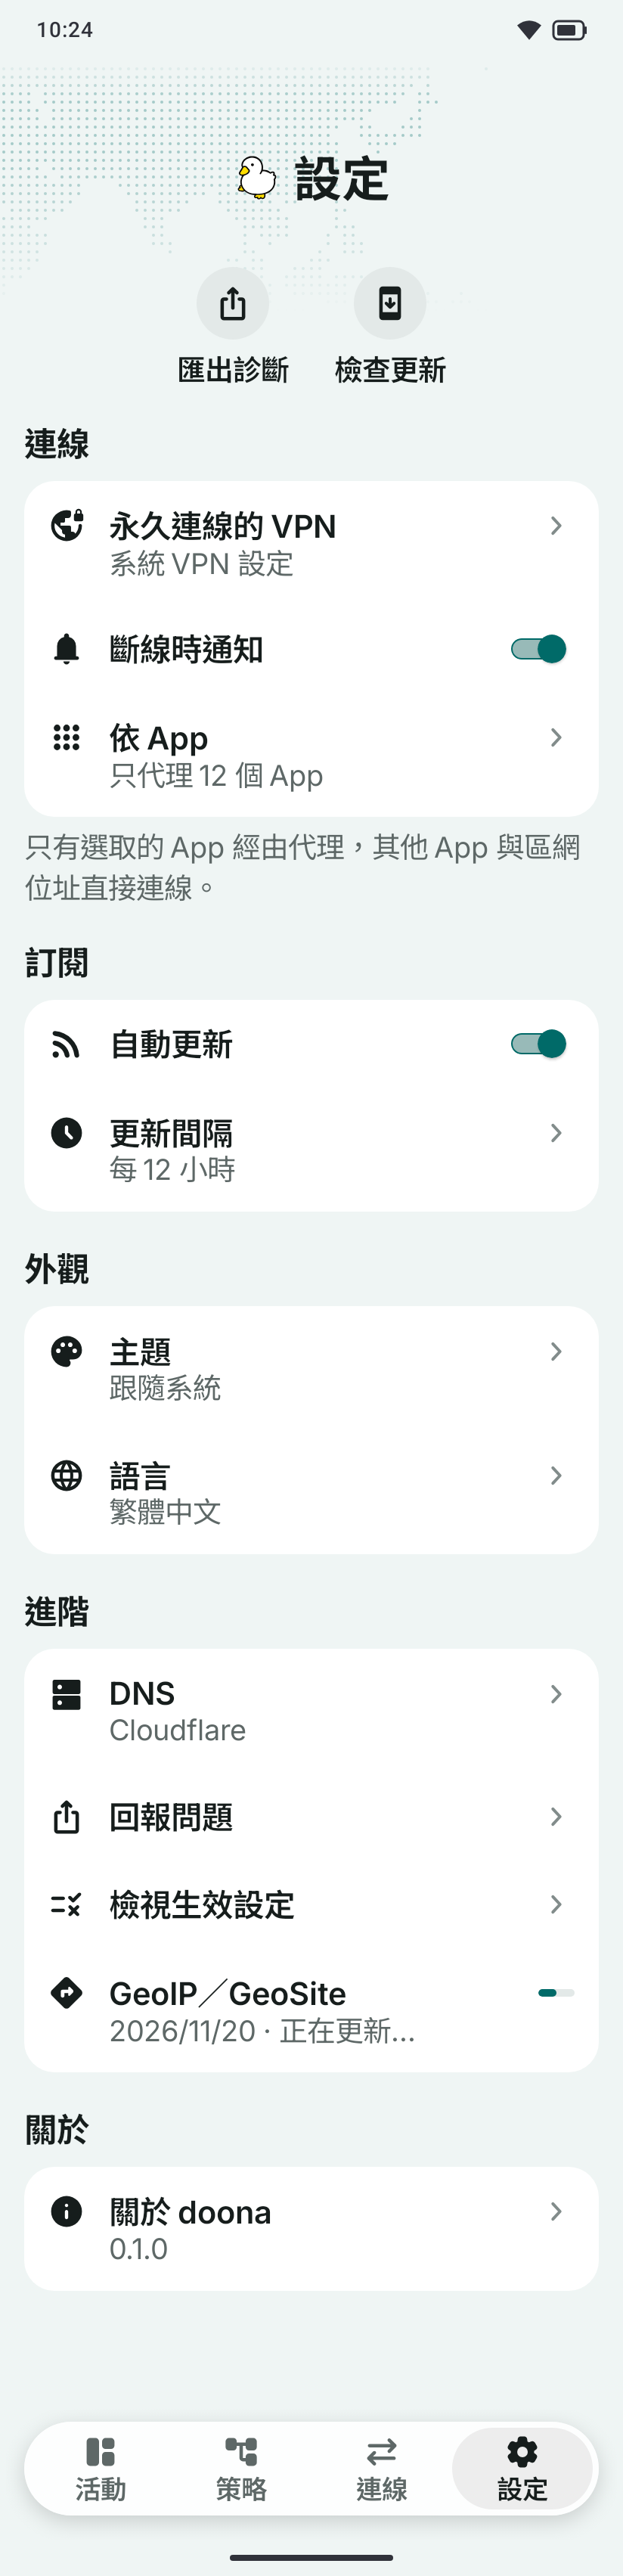 10:24
設定
匯出診斷
檢查更新
連線
永久連線的 VPN
系統 VPN 設定
斷線時通知
依 App
只代理 12 個 App
只有選取的 App 經由代理，其他 App 與區網
位址直接連線。
訂閱
自動更新
更新間隔
每 12 小時
外觀
主題
跟隨系統
語言
繁體中文
進階
DNS
Cloudflare
回報問題
檢視生效設定
GeoIP／GeoSite
2026/11/20 · 正在更新…
關於
關於 doona
0.1.0
活動
策略
連線
設定